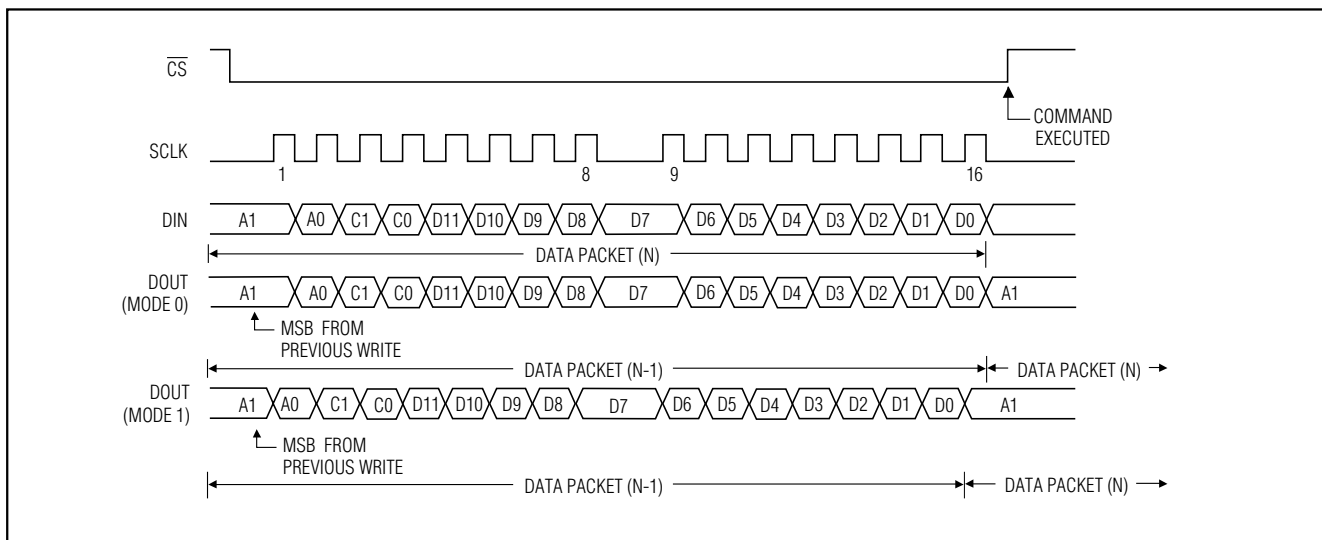 CS
COMMAND
EXECUTED
SCLK
1 8 9 16
DIN
A1 A0 C1 C0 D11 D10 D9 D8 D7 D6 D5 D4 D3 D2 D1 D0
DATA PACKET (N)
DOUT
(MODE 0)
A1 A0 C1 C0 D11 D10 D9 D8 D7 D6 D5 D4 D3 D2 D1 D0 A1
MSB FROM
PREVIOUS WRITE
DATA PACKET (N-1) DATA PACKET (N)
DOUT
(MODE 1)
A1 A0 C1 C0 D11 D10 D9 D8 D7 D6 D5 D4 D3 D2 D1 D0 A1
MSB FROM
PREVIOUS WRITE
DATA PACKET (N-1) DATA PACKET (N)